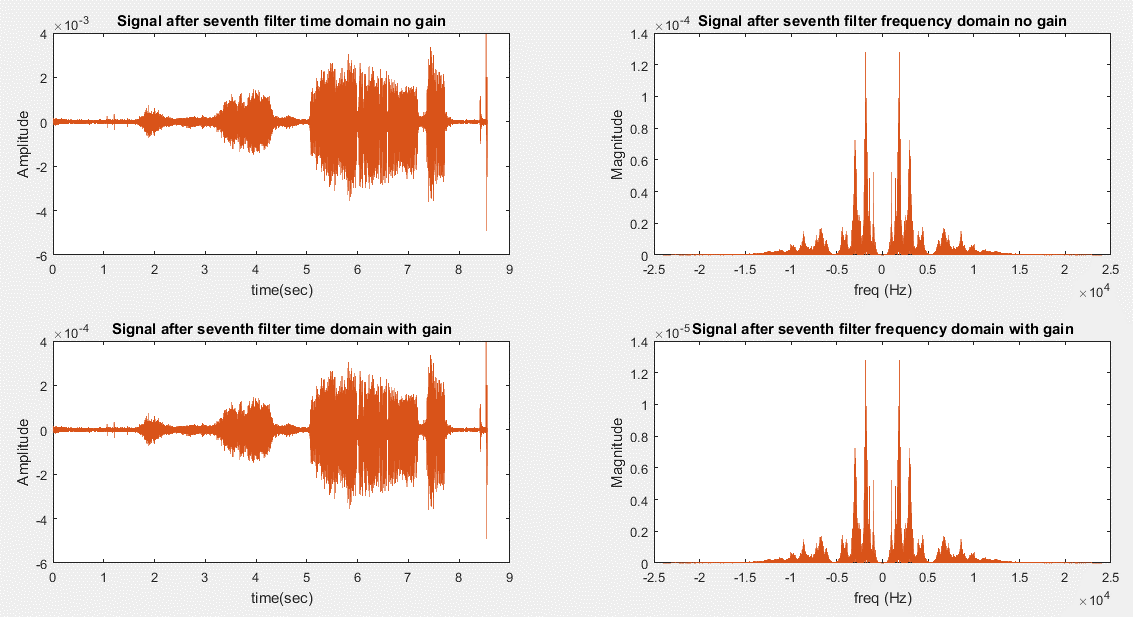 Signal after seventh filter time domain no gain
×10⁻³
4
2
0
-2
-4
-6
Amplitude
0 1 2 3 4 5 6 7 8 9
time(sec)
Signal after seventh filter frequency domain no gain
×10⁻⁴
1.4
1.2
1
0.8
0.6
0.4
0.2
0
Magnitude
-2.5 -2 -1.5 -1 -0.5 0 0.5 1 1.5 2 2.5
freq (Hz)
×10⁴
Signal after seventh filter time domain with gain
×10⁻⁴
4
2
0
-2
-4
-6
Amplitude
0 1 2 3 4 5 6 7 8 9
time(sec)
Signal after seventh filter frequency domain with gain
×10⁻⁵
1.4
1.2
1
0.8
0.6
0.4
0.2
0
Magnitude
-2.5 -2 -1.5 -1 -0.5 0 0.5 1 1.5 2 2.5
freq (Hz)
×10⁴